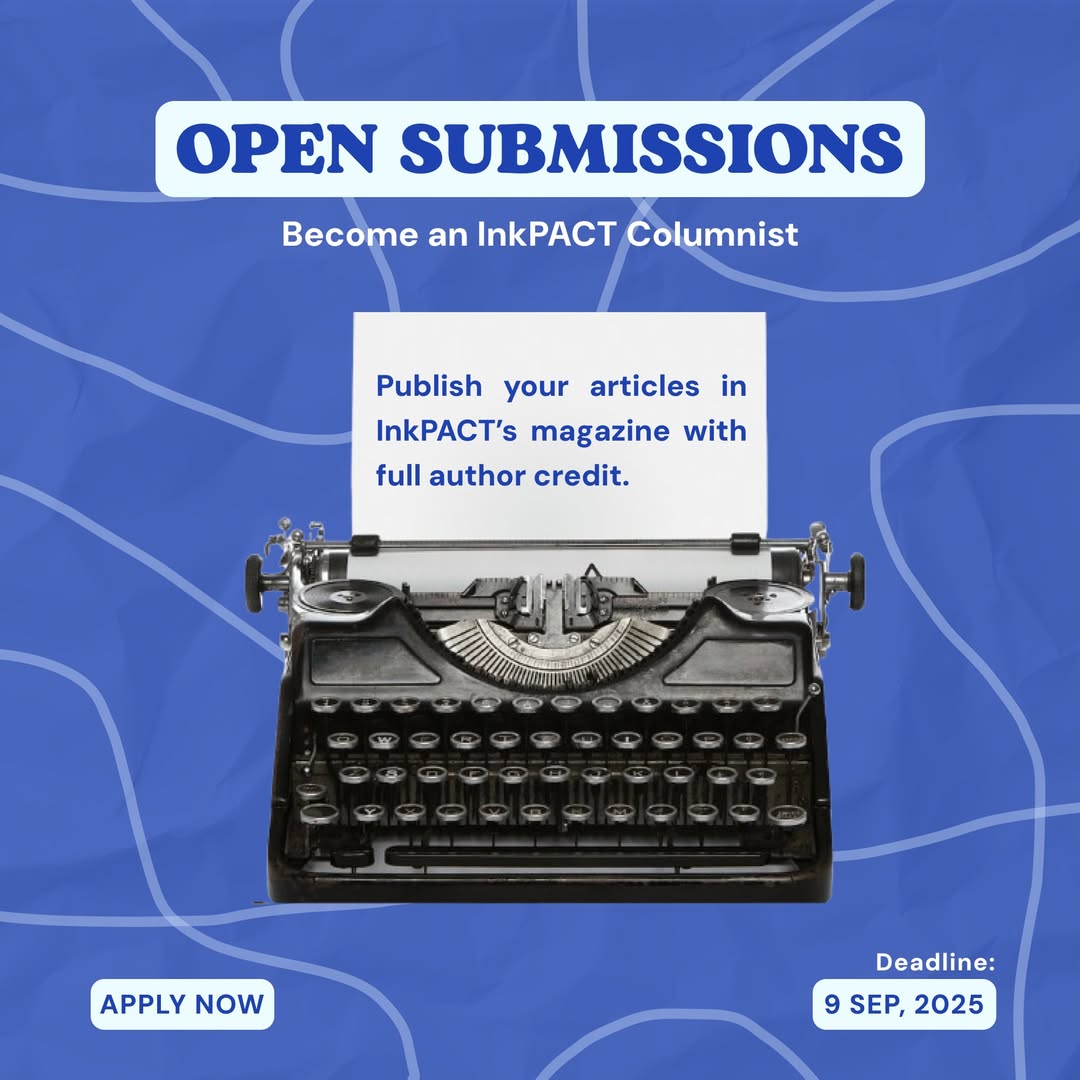 OPEN SUBMISSIONS
Become an InkPACT Columnist
Publish your articles in
InkPACT’s magazine with
full author credit.
Deadline:
APPLY NOW
9 SEP, 2025